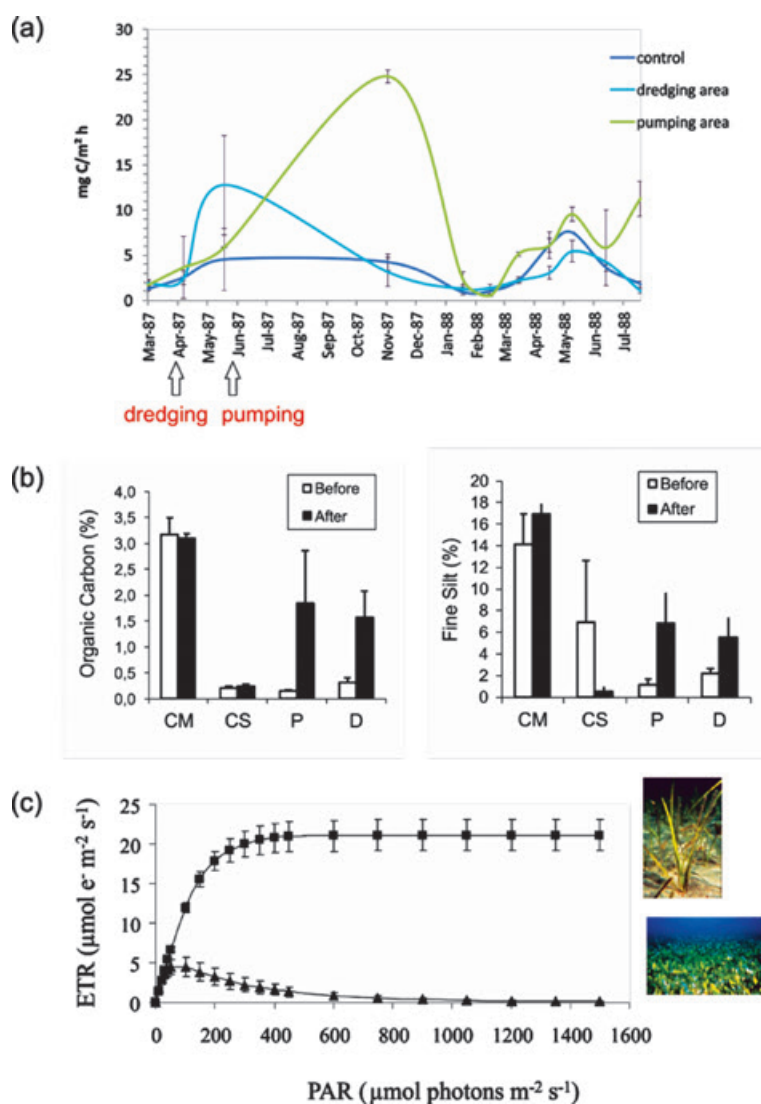 (a)
mg C/m² h
30
25
20
15
10
5
0
control
dredging area
pumping area
Mar-87
Apr-87
May-87
Jun-87
Jul-87
Aug-87
Sep-87
Oct-87
Nov-87
Dec-87
Jan-88
Feb-88
Mar-88
Apr-88
May-88
Jun-88
Jul-88
dredging pumping
(b)
Organic Carbon (%)
4,0
3,5
3,0
2,5
2,0
1,5
1,0
0,5
0,0
Before
After
CM CS P D
Fine Silt (%)
20
18
16
14
12
10
8
6
4
2
0
Before
After
CM CS P D
(c)
ETR (µmol e⁻ m⁻² s⁻¹)
25
20
15
10
5
0
0 200 400 600 800 1000 1200 1400 1600
PAR (µmol photons m⁻² s⁻¹)